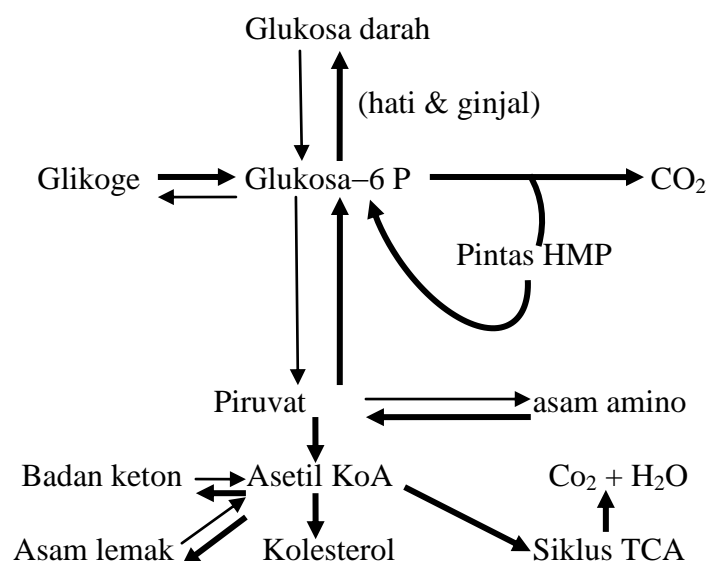 Glukosa darah
(hati & ginjal)
Glikoge Glukosa–6 P CO₂
Pintas HMP
Piruvat asam amino
Badan keton Asetil KoA Co₂ + H₂O
Asam lemak Kolesterol Siklus TCA